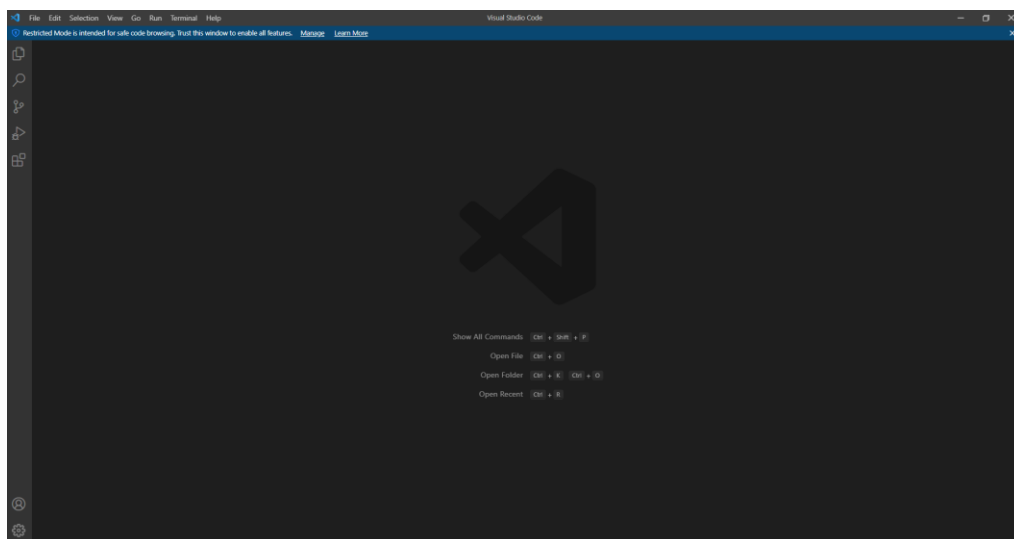 File Edit Selection View Go Run Terminal Help Visual Studio Code
Restricted Mode is intended for safe code browsing. Trust this window to enable all features. Manage Learn More
Show All Commands Ctrl + Shift + P
Open File Ctrl + O
Open Folder Ctrl + K Ctrl + O
Open Recent Ctrl + R